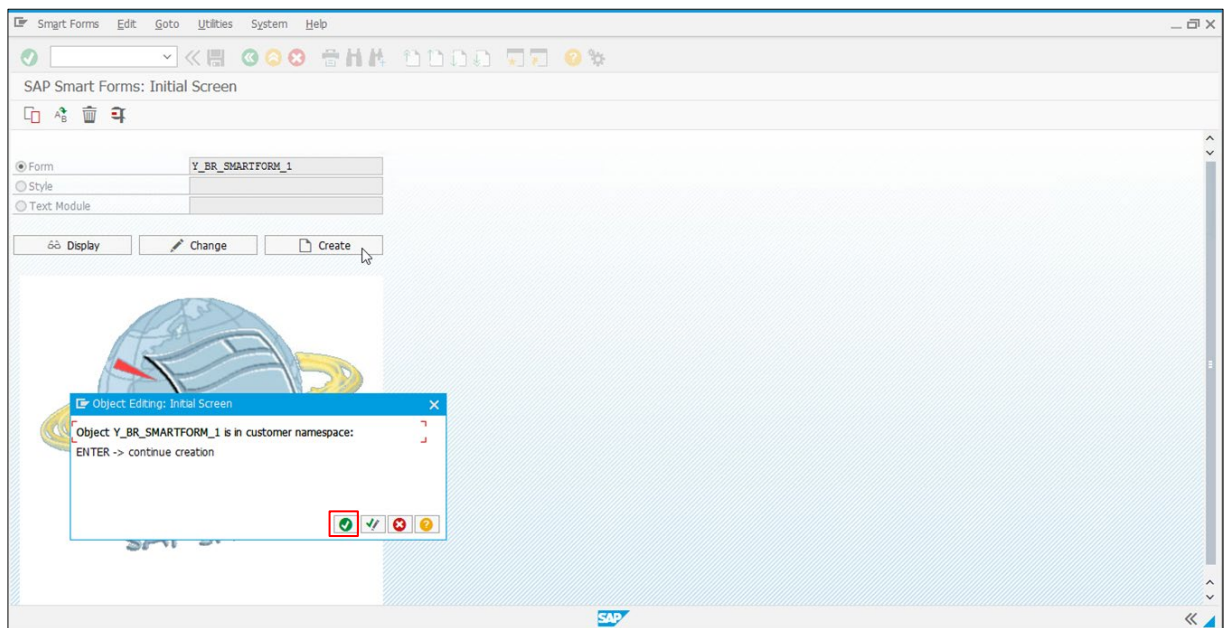 Smart Forms Edit Goto Utilities System Help
SAP Smart Forms: Initial Screen
Form Y_BR_SMARTFORM_1
Style
Text Module
Display Change Create
Object Editing: Initial Screen
Object Y_BR_SMARTFORM_1 is in customer namespace:
ENTER -> continue creation
SAP